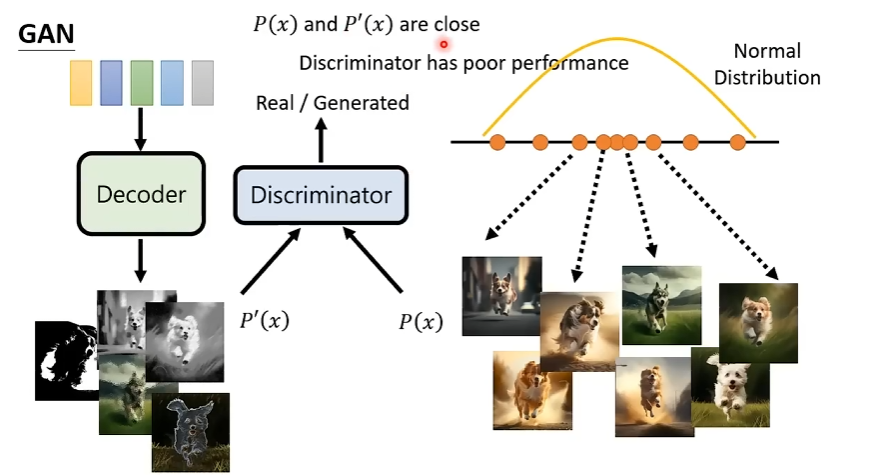 GAN
P(x) and P′(x) are close
Discriminator has poor performance
Normal
Distribution
Real / Generated
Decoder
Discriminator
P′(x)
P(x)